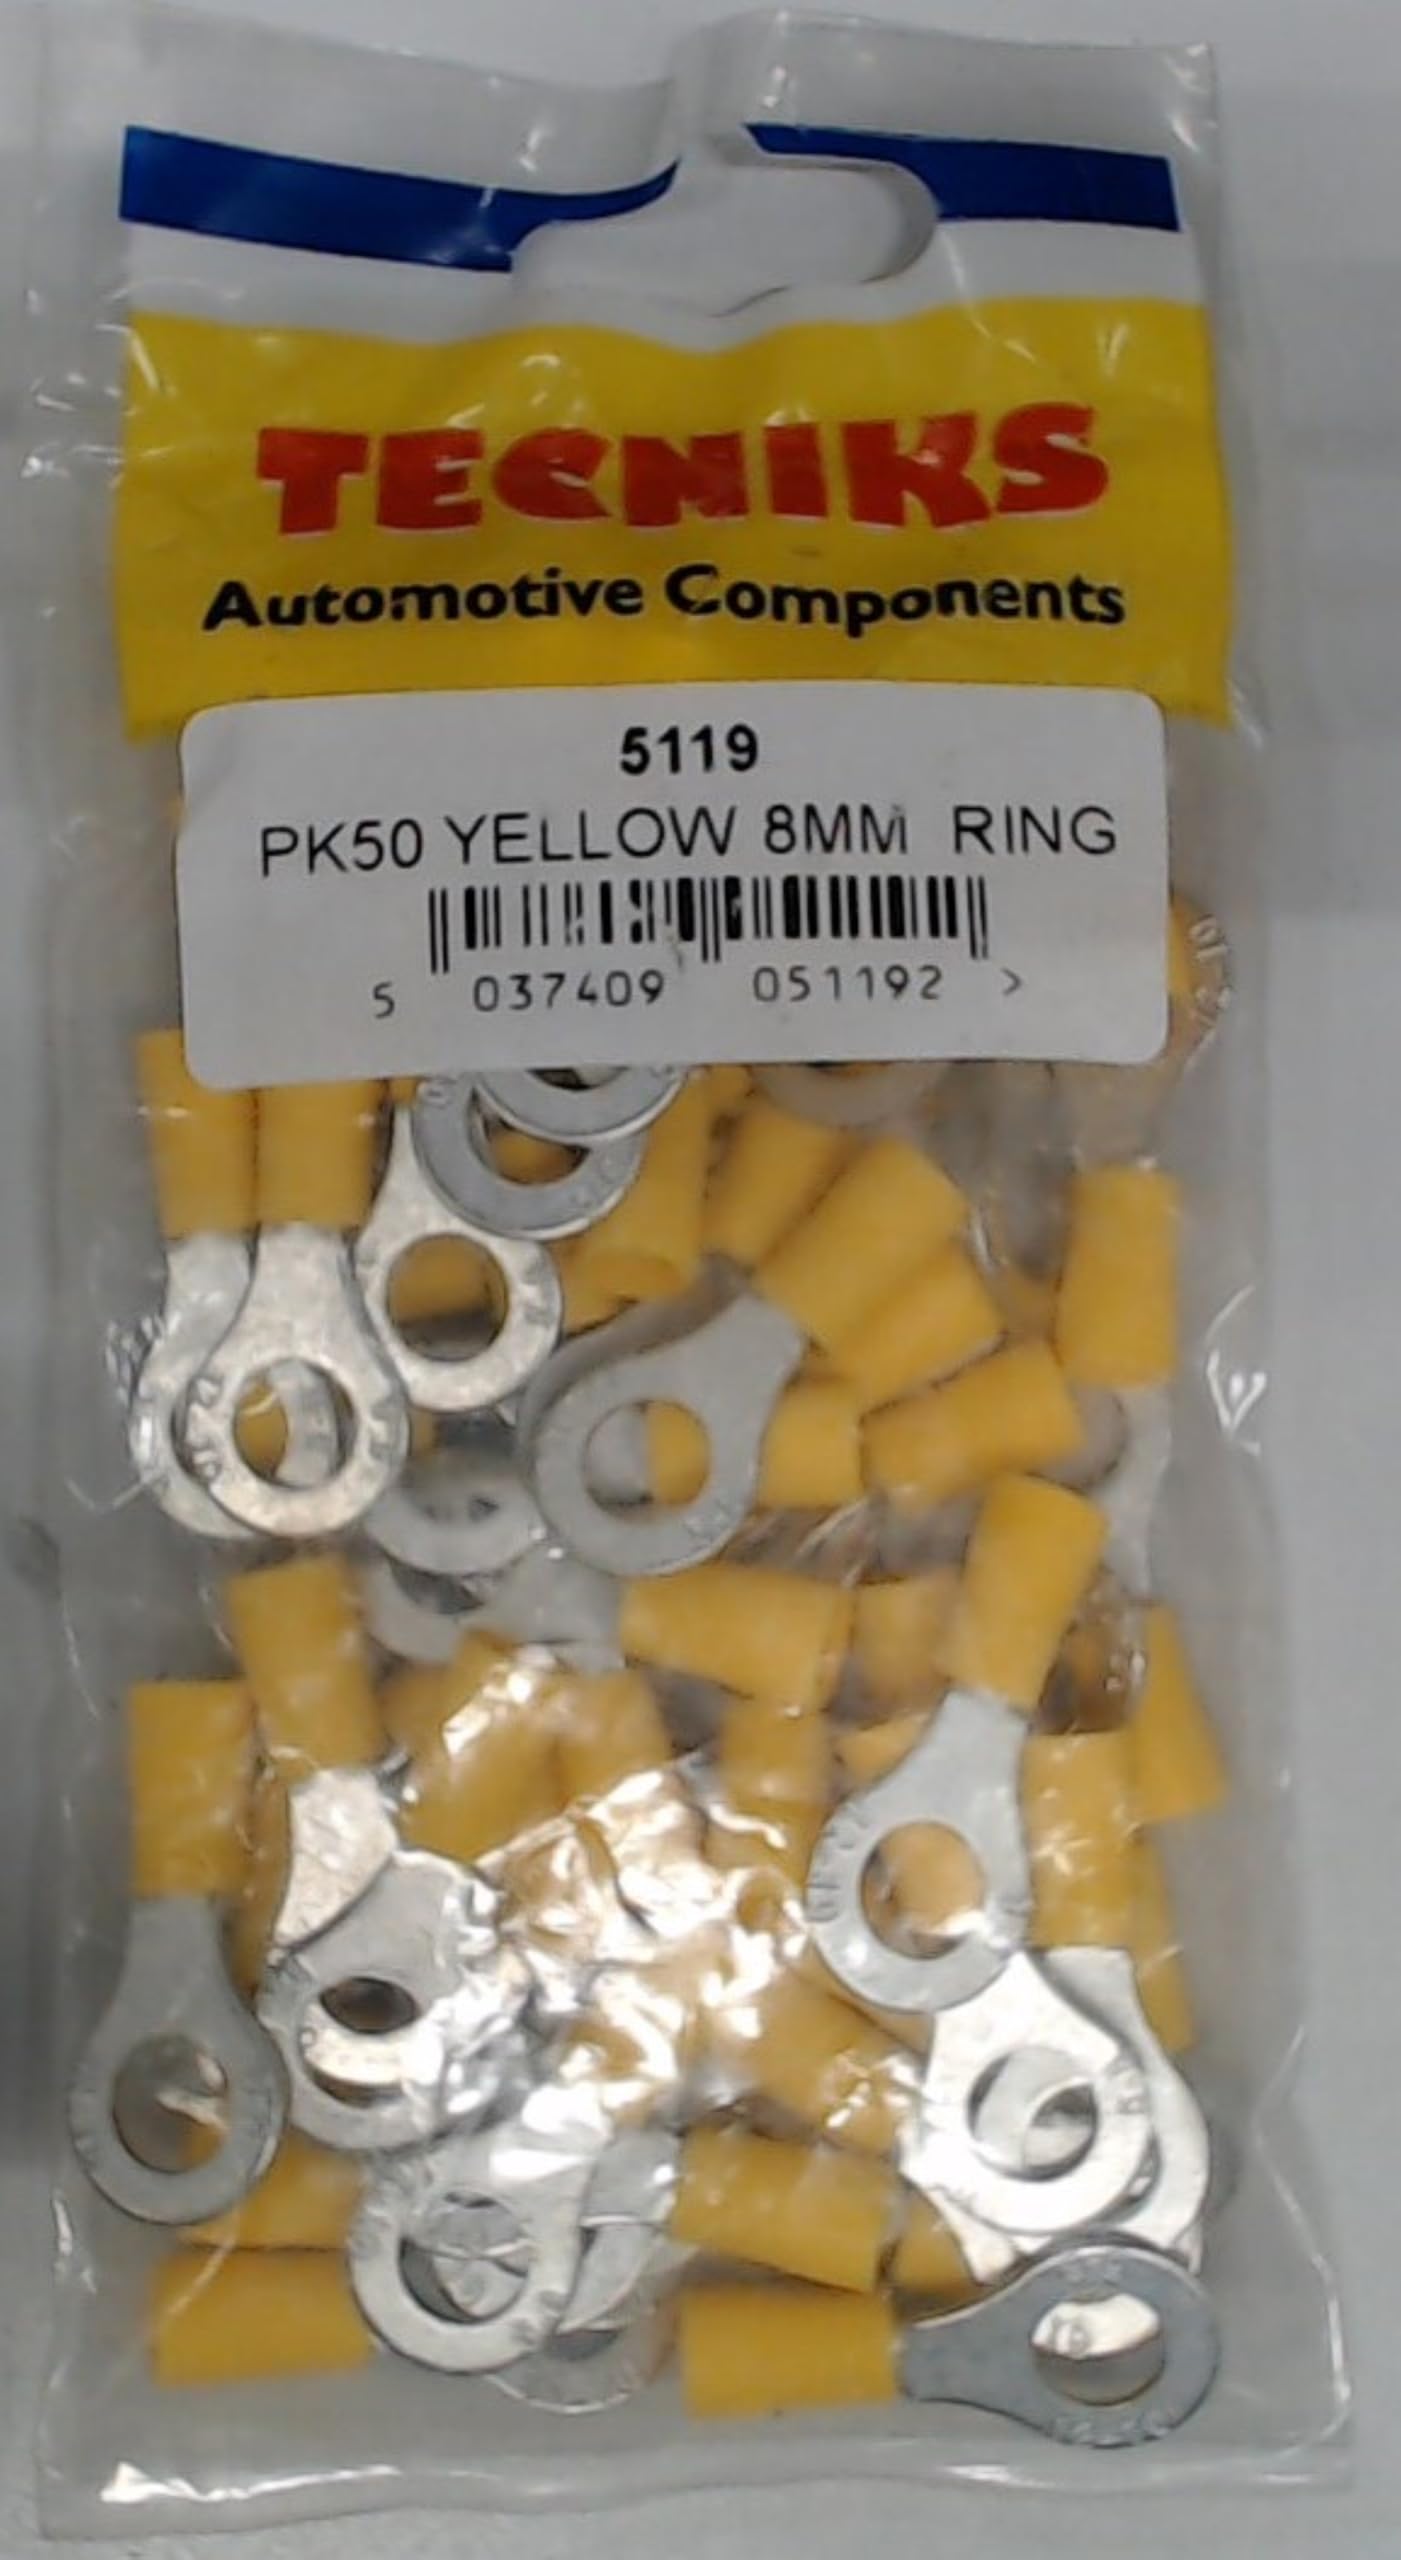 TECNIKS
Automotive Components
5119
PK50 YELLOW 8MM RING
5 037409 051192 >